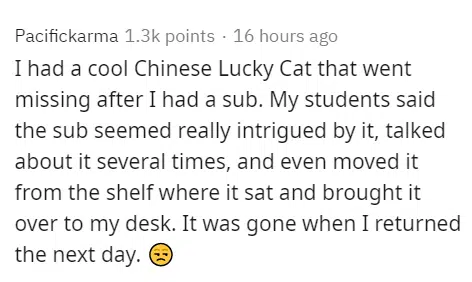 Pacifickarma 1.3k points · 16 hours ago
I had a cool Chinese Lucky Cat that went
missing after I had a sub. My students said
the sub seemed really intrigued by it, talked
about it several times, and even moved it
from the shelf where it sat and brought it
over to my desk. It was gone when I returned
the next day. 😒